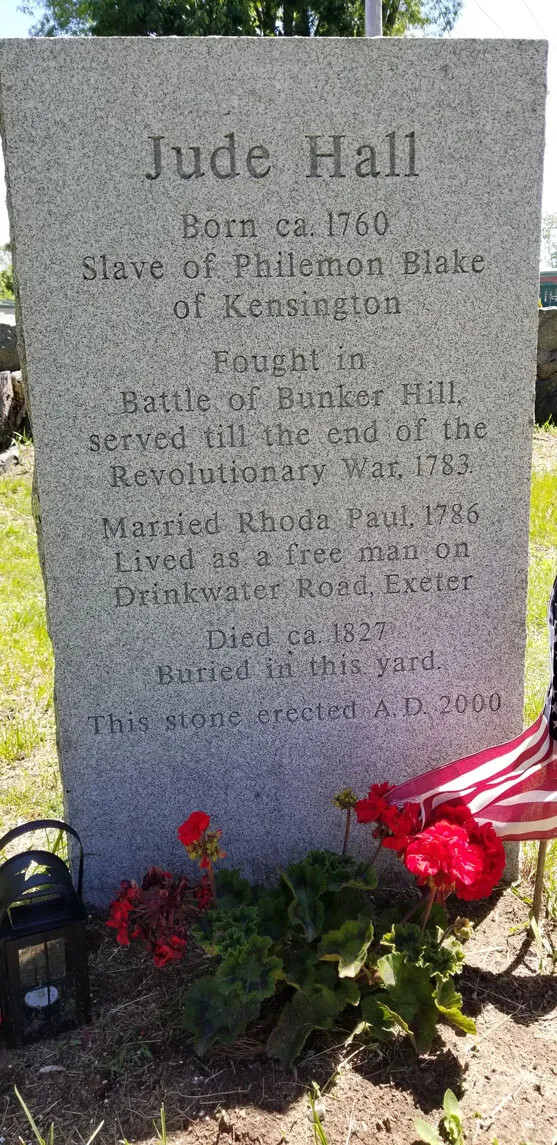 Jude Hall
Born ca. 1760
Slave of Philemon Blake
of Kensington
Fought in
Battle of Bunker Hill,
served till the end of the
Revolutionary War, 1783.
Married Rhoda Paul, 1786
Lived as a free man on
Drinkwater Road, Exeter
Died ca. 1827
Buried in this yard.
This stone erected A.D. 2000